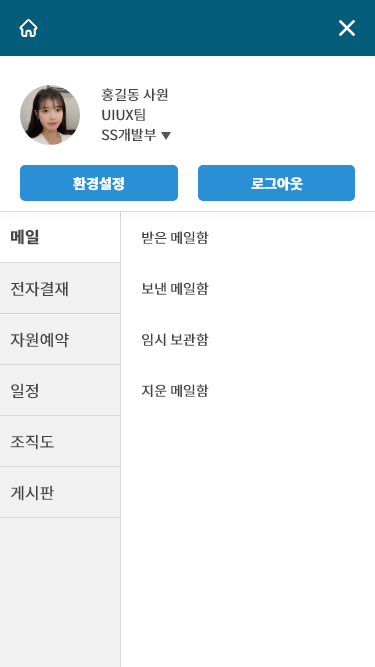 홍길동 사원
UIUX팀
SS개발부 ▼
환경설정
로그아웃
메일
전자결재
자원예약
일정
조직도
게시판
받은 메일함
보낸 메일함
임시 보관함
지운 메일함